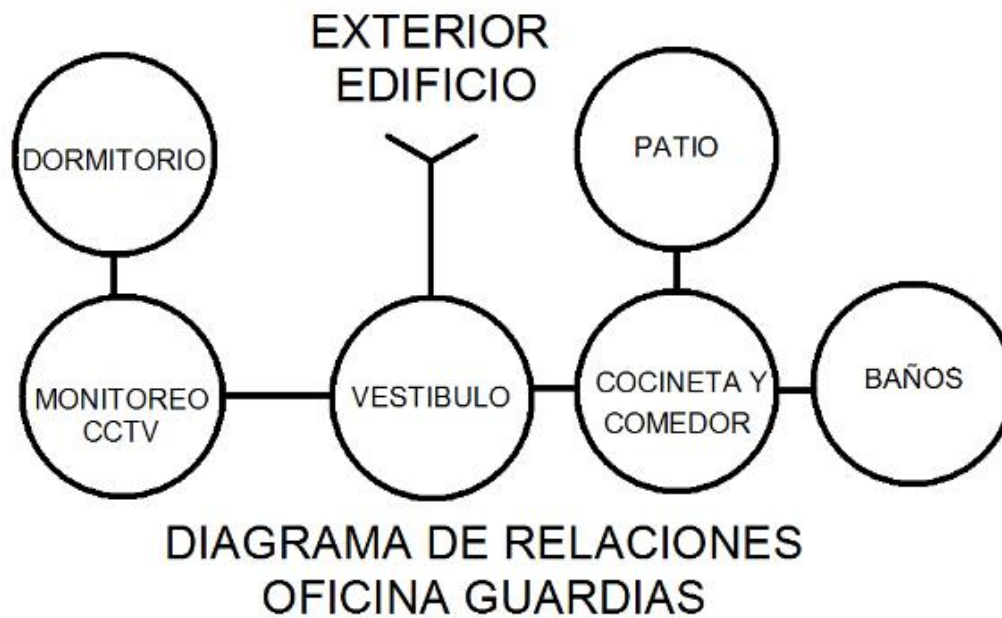 EXTERIOR
EDIFICIO
DORMITORIO
PATIO
MONITOREO
CCTV
VESTIBULO
COCINETA Y
COMEDOR
BAÑOS
DIAGRAMA DE RELACIONES
OFICINA GUARDIAS